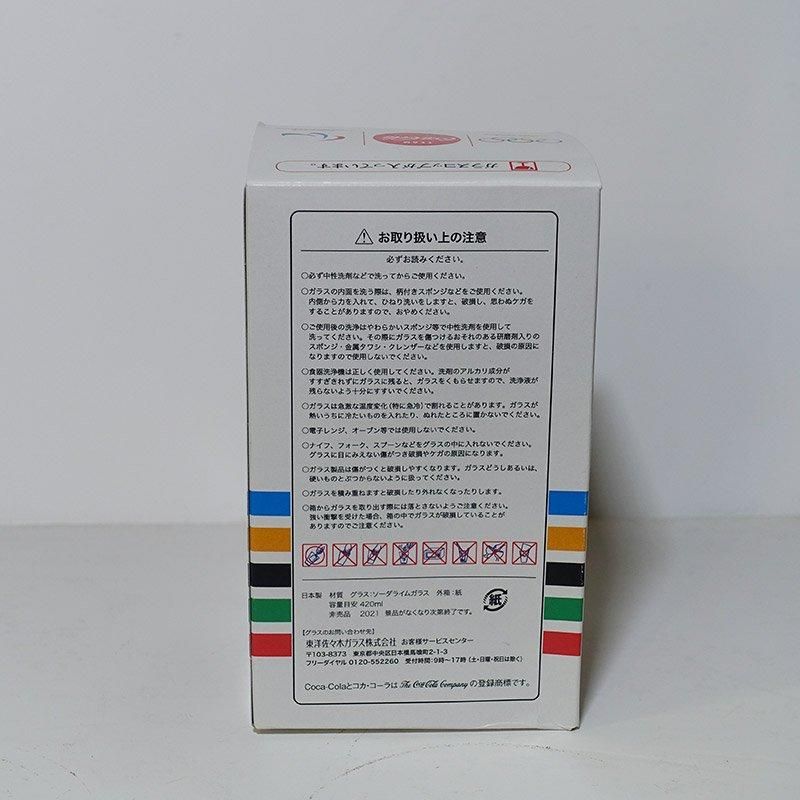 ガラスコップが入っています。
お取り扱い上の注意
必ずお読みください。
○必ず中性洗剤などで洗ってからご使用ください。
○ガラスの内面を洗う際は、柄付きスポンジなどをご使用ください。
内側から力を入れて、ひねり洗いをしますと、破損し、思わぬケガを
することがありますので、おやめください。
○ご使用後の洗浄はやわらかいスポンジ等で中性洗剤を使用して
洗ってください。その際にガラスを傷つけるおそれのある研磨剤入りの
スポンジ・金属タワシ・クレンザーなどを使用しますと、破損の原因に
なりますので使用しないでください。
○食器洗浄機は正しく使用してください。洗剤のアルカリ成分が
すすぎきれずにガラスに残ると、ガラスをくもらせますので、洗浄液が
残らないよう十分にすすいでください。
○ガラスは急激な温度変化(特に急冷)で割れることがあります。ガラスが
熱いうちに冷たいものを入れたり、ぬれたところに置かないでください。
○電子レンジ、オーブン等では使用しないでください。
○ナイフ、フォーク、スプーンなどをグラスの中に入れないでください。
グラスに目にみえない傷がつき破損やケガの原因になります。
○ガラス製品は傷がつくと破損しやすくなります。ガラスどうしあるいは、
硬いものとぶつからないように扱ってください。
○ガラスを積み重ねますと破損したり外れなくなったりします。
○箱からガラスを取り出す際には落とさないようご注意ください。
強い衝撃を受けた場合、箱の中でガラスが破損していることが
ありますのでご注意ください。
日本製 材質 グラス:ソーダライムガラス 外箱:紙
容量目安 420ml
非売品 2021 景品がなくなり次第終了です。
紙
【グラスのお問い合わせ先】
東洋佐々木ガラス株式会社 お客様サービスセンター
〒103-8373 東京都中央区日本橋馬喰町2-1-3
フリーダイヤル 0120-552260 受付時間:9時~17時(土・日曜・祝日は除く)
Coca-Colaとコカ・コーラは The Coca-Cola Company の登録商標です。